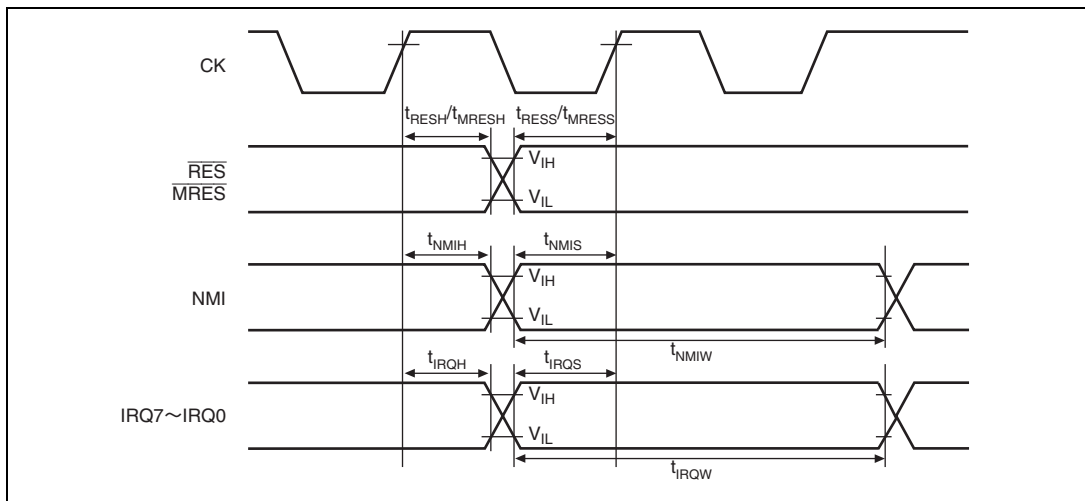 CK
tRESH/tMRESH tRESS/tMRESS
RES
MRES
VIH
VIL
tNMIH tNMIS
NMI
VIH
VIL
tNMIW
tIRQH tIRQS
IRQ7～IRQ0
VIH
VIL
tIRQW